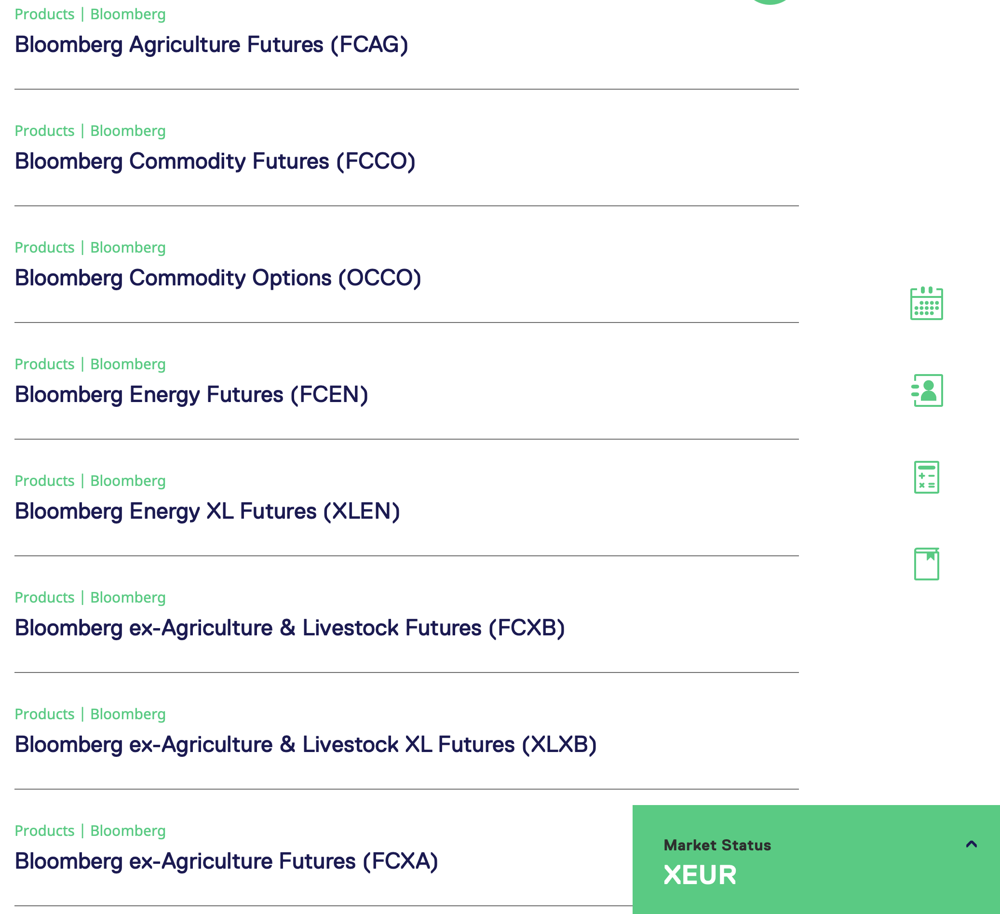 Products | Bloomberg
Bloomberg Agriculture Futures (FCAG)
Products | Bloomberg
Bloomberg Commodity Futures (FCCO)
Products | Bloomberg
Bloomberg Commodity Options (OCCO)
Products | Bloomberg
Bloomberg Energy Futures (FCEN)
Products | Bloomberg
Bloomberg Energy XL Futures (XLEN)
Products | Bloomberg
Bloomberg ex-Agriculture & Livestock Futures (FCXB)
Products | Bloomberg
Bloomberg ex-Agriculture & Livestock XL Futures (XLXB)
Products | Bloomberg
Bloomberg ex-Agriculture Futures (FCXA)
Market Status
XEUR